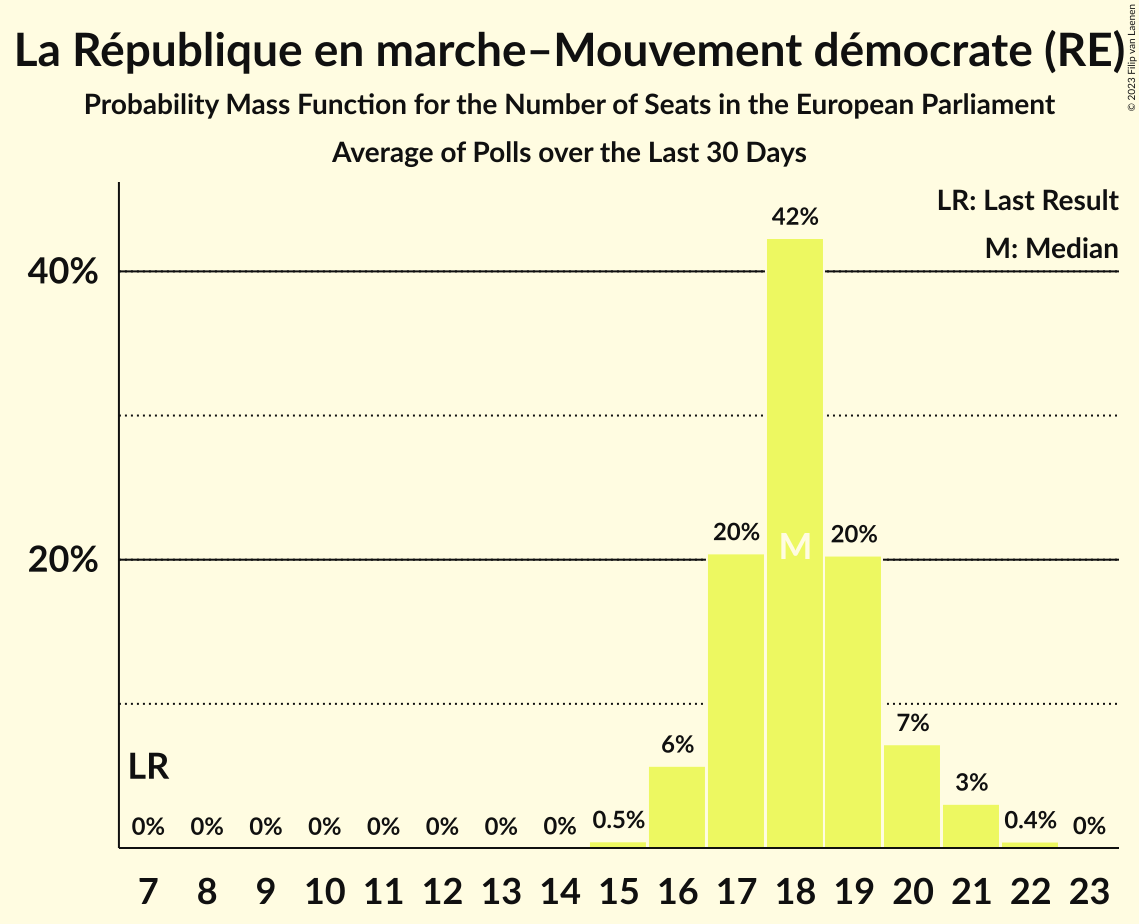 La République en marche–Mouvement démocrate (RE)
© 2023 Filip van Laenen
Probability Mass Function for the Number of Seats in the European Parliament
Average of Polls over the Last 30 Days
LR: Last Result
M: Median
42%
40%
20%
20%
M
20%
7%
6%
3%
LR
0% 0% 0% 0% 0% 0% 0% 0% 0.5% 0.4% 0%
7 8 9 10 11 12 13 14 15 16 17 18 19 20 21 22 23